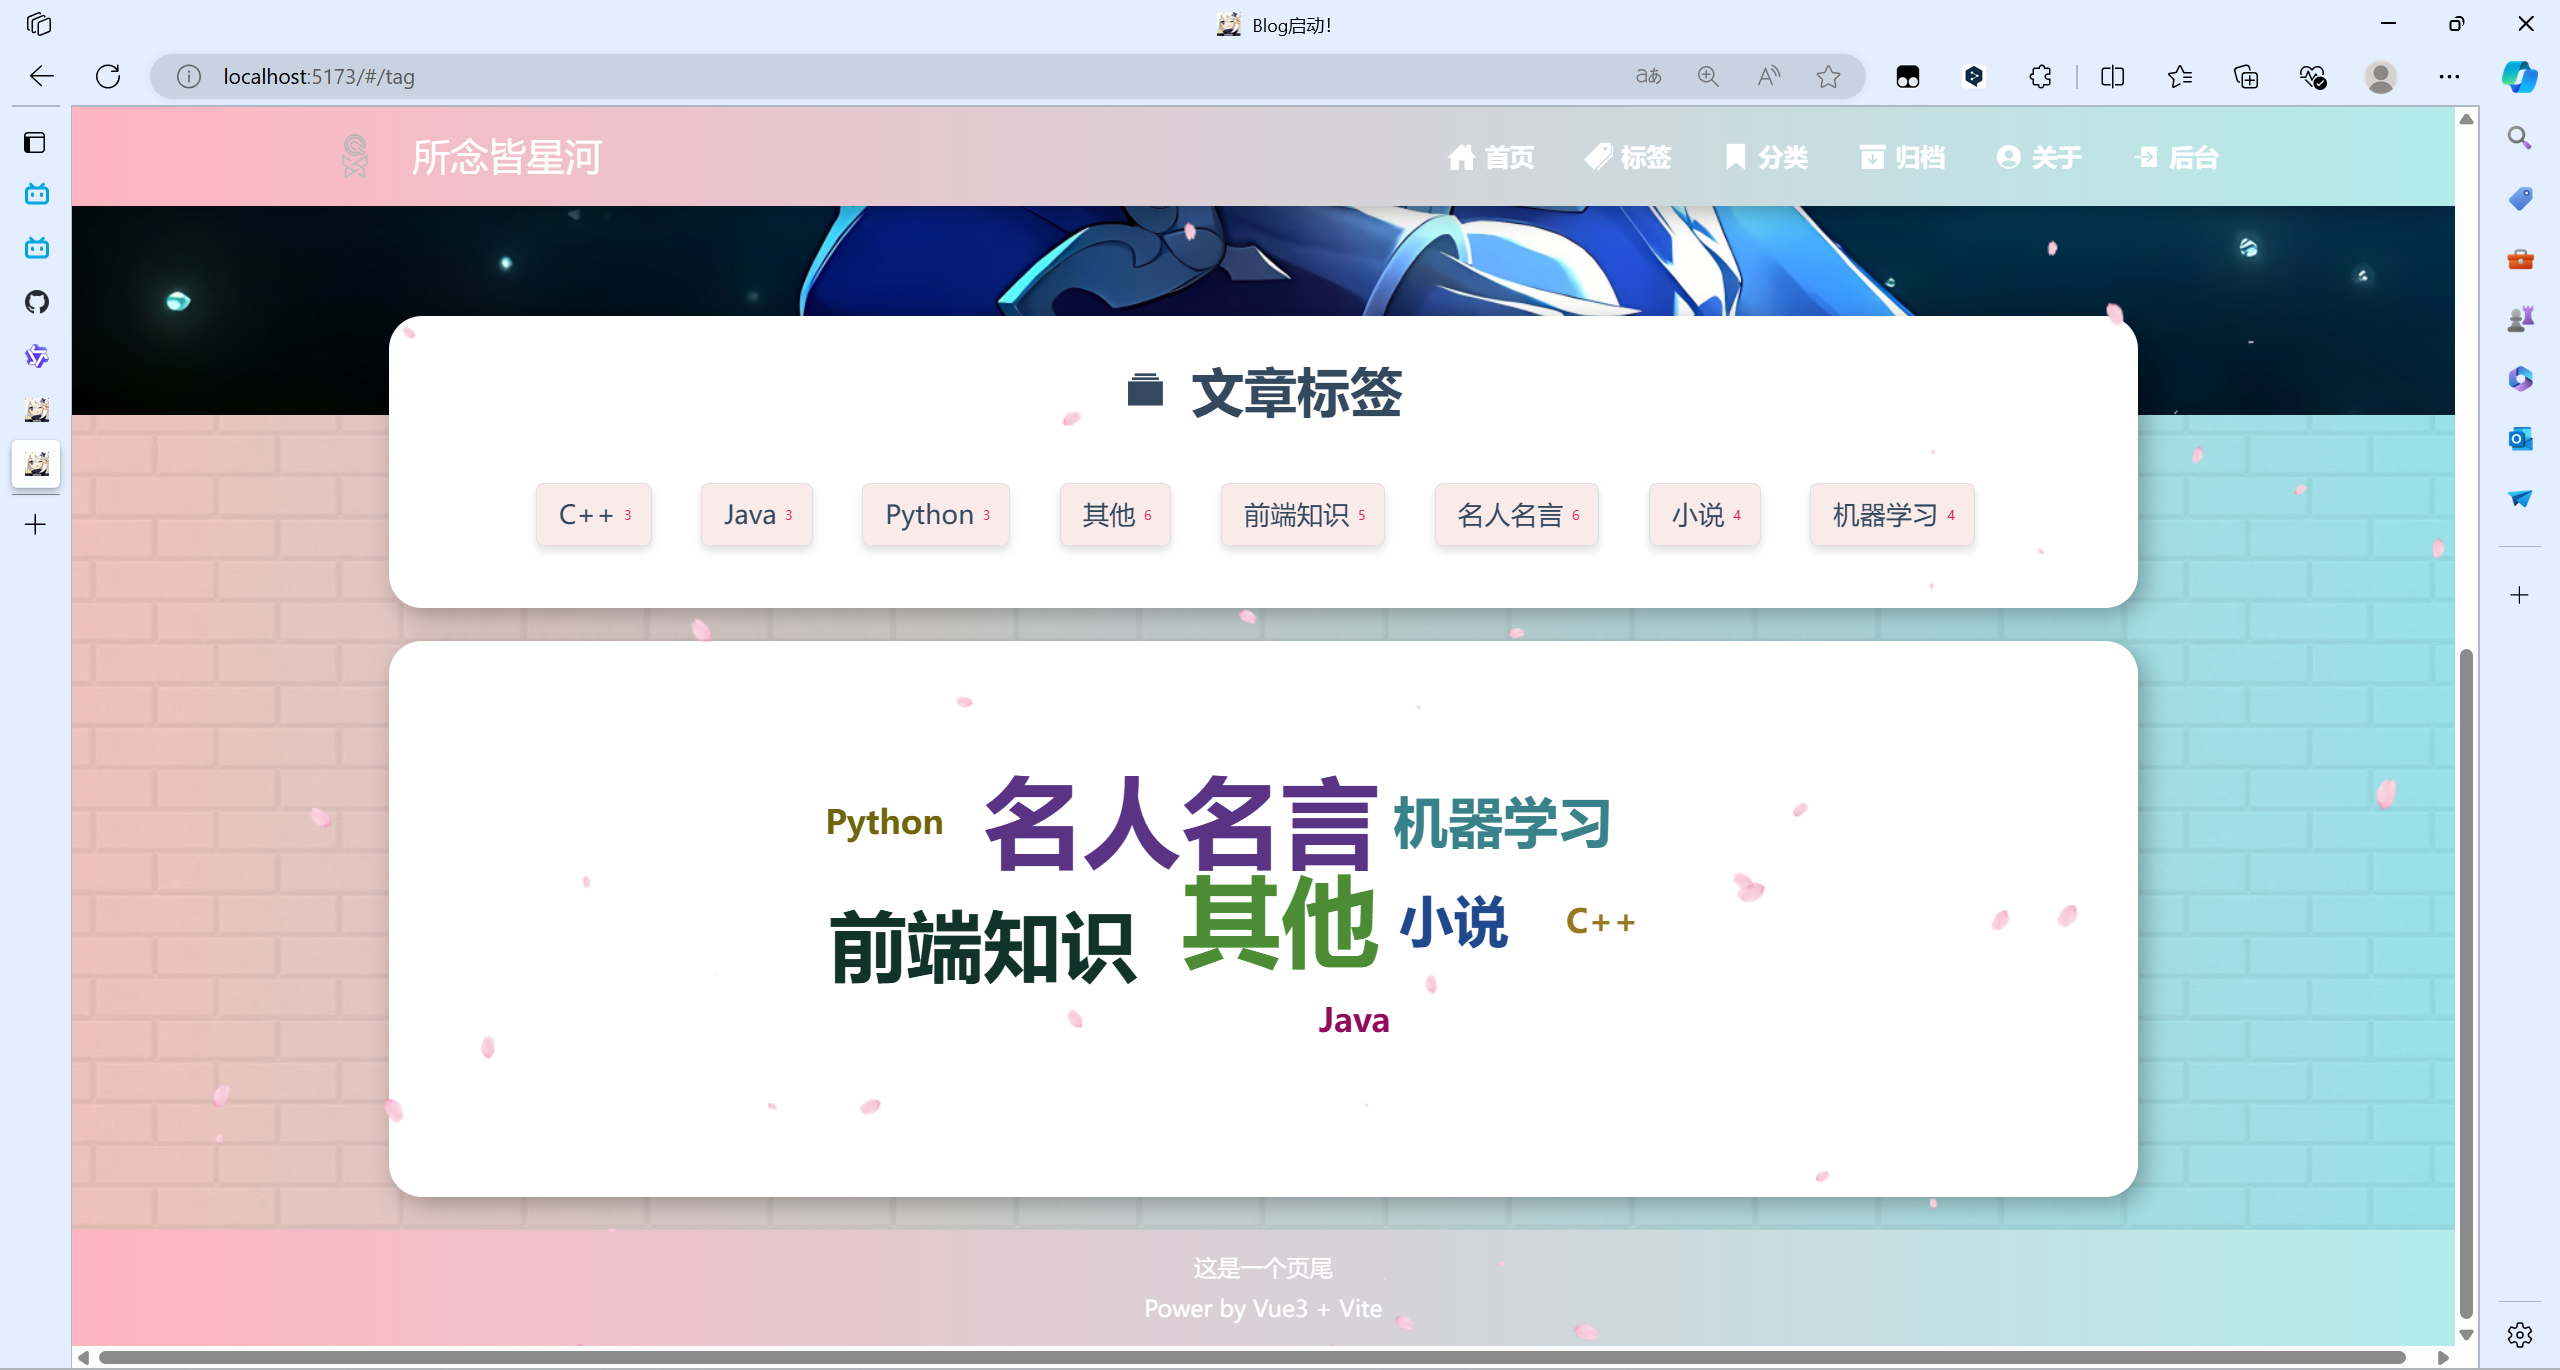 Blog启动!
localhost:5173/#/tag
所念皆星河
首页 标签 分类 归档 关于 后台
文章标签
C++ 3 Java 3 Python 3 其他 6 前端知识 5 名人名言 6 小说 4 机器学习 4
Python 名人名言 机器学习
前端知识 其他 小说 C++
Java
这是一个页尾
Power by Vue3 + Vite